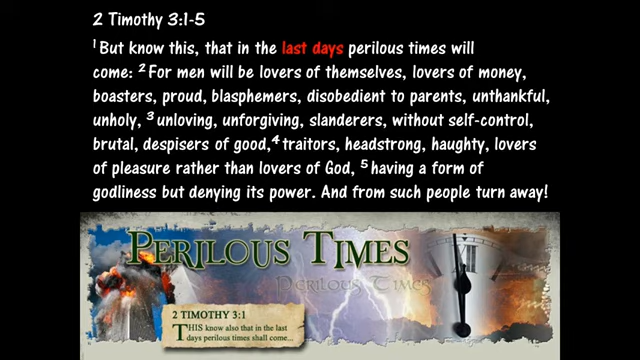 2 Timothy 3:1-5
1 But know this, that in the last days perilous times will
come: 2 For men will be lovers of themselves, lovers of money,
boasters, proud, blasphemers, disobedient to parents, unthankful,
unholy, 3 unloving, unforgiving, slanderers, without self-control,
brutal, despisers of good, 4 traitors, headstrong, haughty, lovers
of pleasure rather than lovers of God, 5 having a form of
godliness but denying its power. And from such people turn away!
PERILOUS TIMES
PERILOUS TIMES
2 TIMOTHY 3:1
THIS know also that in the last
days perilous times shall come...